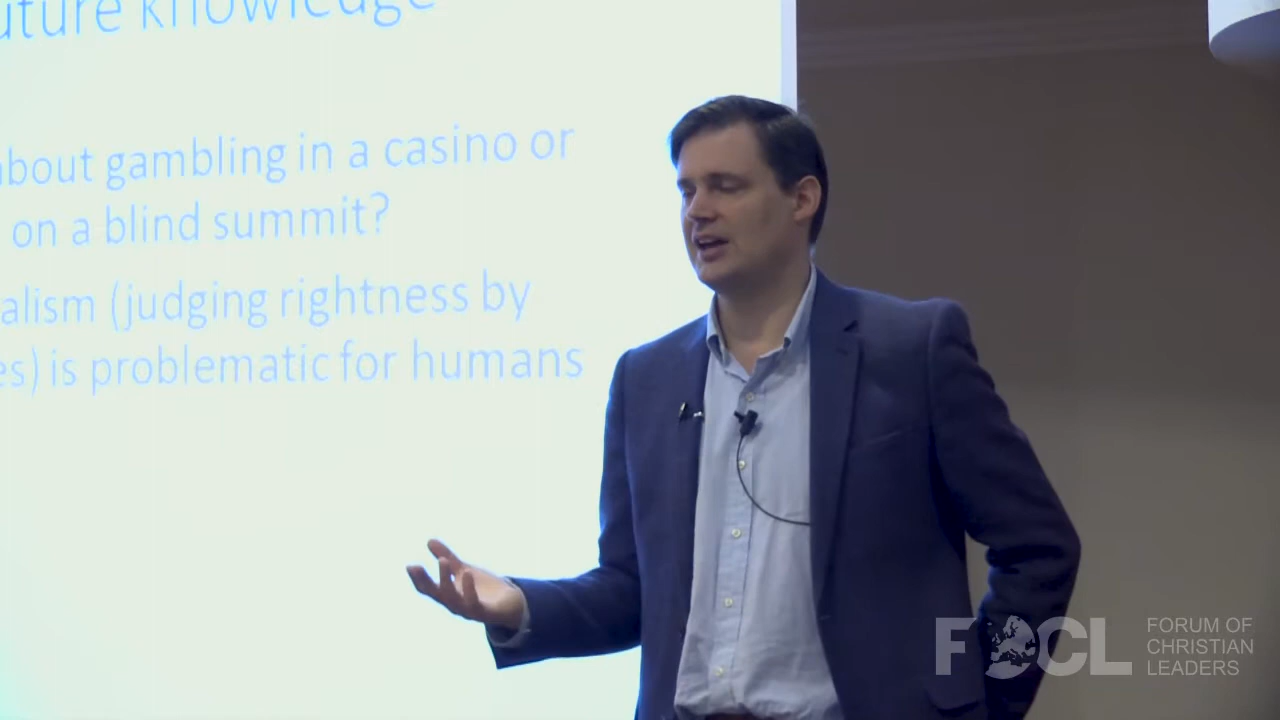 uture knowledge
about gambling in a casino or
on a blind summit?
alism (judging rightness by
es) is problematic for humans
FOCL
FORUM OF
CHRISTIAN
LEADERS